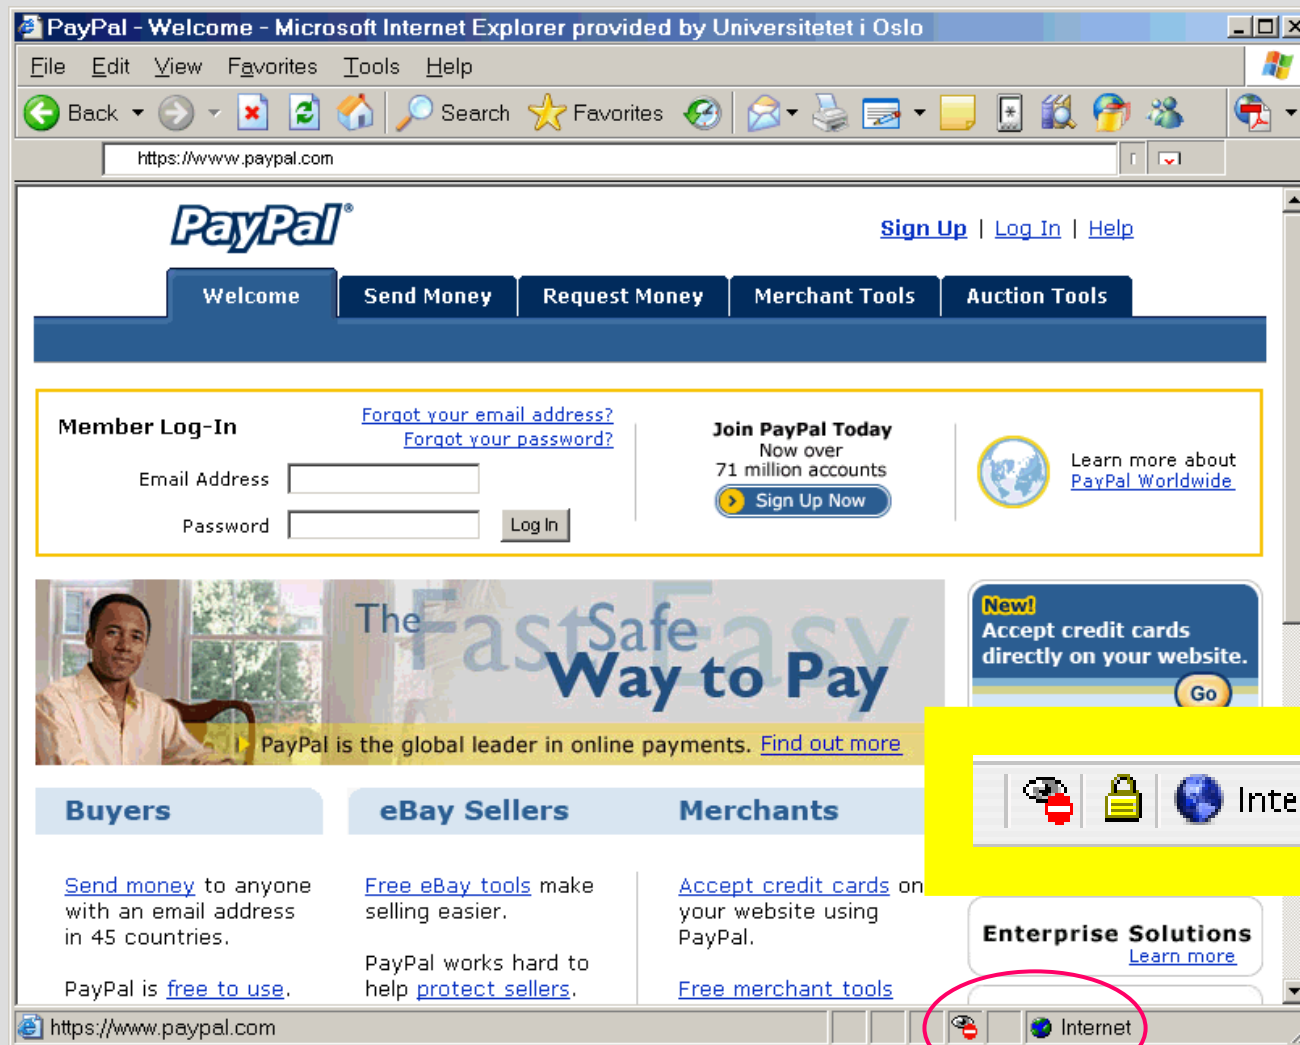 PayPal - Welcome - Microsoft Internet Explorer provided by Universitetet i Oslo
File Edit View Favorites Tools Help
Back Search Favorites
https://www.paypal.com
PayPal®
Sign Up | Log In | Help
Welcome Send Money Request Money Merchant Tools Auction Tools
Member Log-In
Forgot your email address?
Forgot your password?
Email Address
Password
Log In
Join PayPal Today
Now over
71 million accounts
Sign Up Now
Learn more about
PayPal Worldwide
The Fast Safe Easy
Way to Pay
PayPal is the global leader in online payments. Find out more
New!
Accept credit cards
directly on your website.
Go
Inte
Buyers
Send money to anyone
with an email address
in 45 countries.
PayPal is free to use.
eBay Sellers
Free eBay tools make
selling easier.
PayPal works hard to
help protect sellers.
Merchants
Accept credit cards on
your website using
PayPal.
Free merchant tools
Enterprise Solutions
Learn more
https://www.paypal.com
Internet